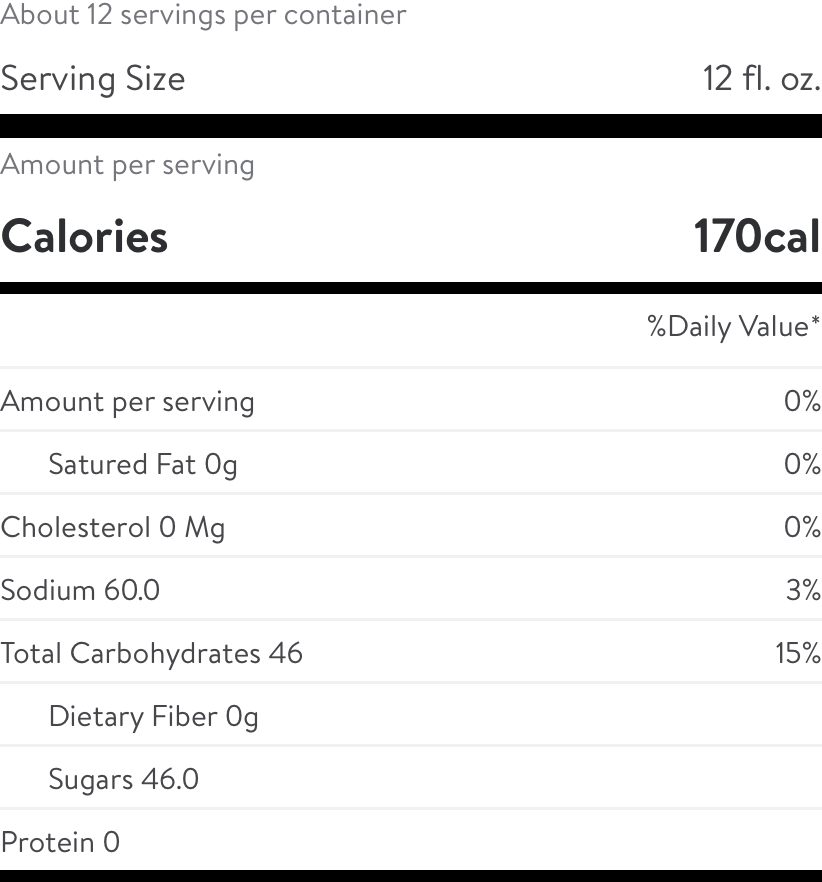 About 12 servings per container
Serving Size 12 fl. oz.
Amount per serving
Calories 170cal
%Daily Value*
Amount per serving 0%
Satured Fat 0g 0%
Cholesterol 0 Mg 0%
Sodium 60.0 3%
Total Carbohydrates 46 15%
Dietary Fiber 0g
Sugars 46.0
Protein 0